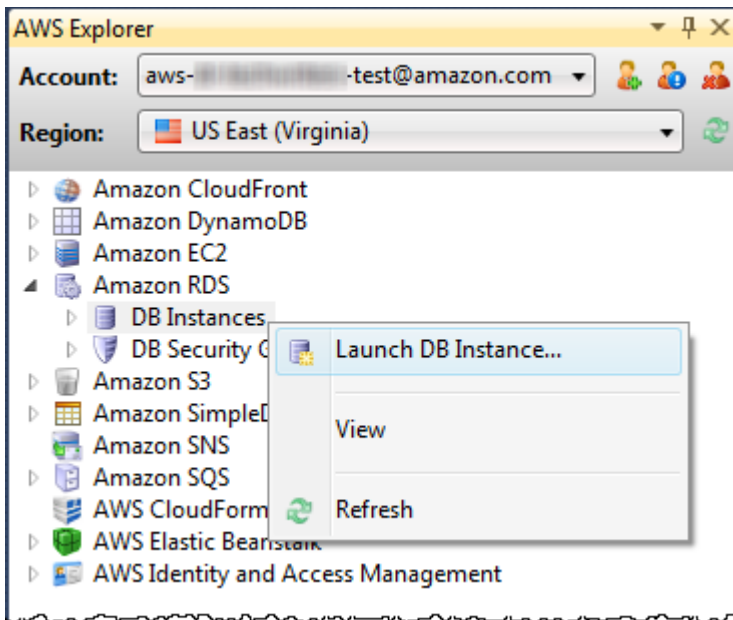 AWS Explorer
Account: aws- -test@amazon.com
Region: US East (Virginia)
Amazon CloudFront
Amazon DynamoDB
Amazon EC2
Amazon RDS
DB Instances
Launch DB Instance...
DB Security
Amazon S3
Amazon
View
Amazon SNS
Amazon SQS
Refresh
AWS
AWS Elastic Beanstalk
AWS Identity and Access Management